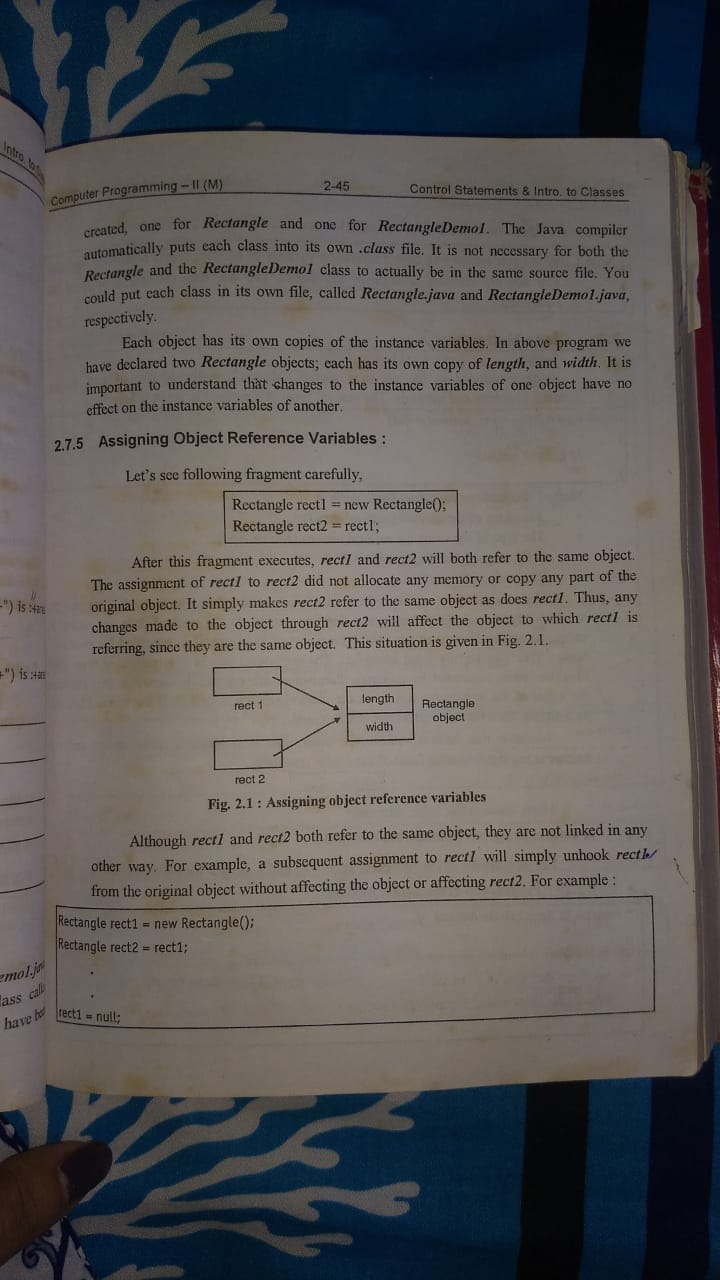 Intro. to
Computer Programming – II (M) 2-45 Control Statements & Intro. to Classes
created, one for Rectangle and one for RectangleDemo1. The Java compiler
automatically puts each class into its own .class file. It is not necessary for both the
Rectangle and the RectangleDemo1 class to actually be in the same source file. You
could put each class in its own file, called Rectangle.java and RectangleDemo1.java,
respectively.
Each object has its own copies of the instance variables. In above program we
have declared two Rectangle objects; each has its own copy of length, and width. It is
important to understand that changes to the instance variables of one object have no
effect on the instance variables of another.
2.7.5 Assigning Object Reference Variables :
Let's see following fragment carefully,
Rectangle rect1 = new Rectangle();
Rectangle rect2 = rect1;
After this fragment executes, rect1 and rect2 will both refer to the same object.
The assignment of rect1 to rect2 did not allocate any memory or copy any part of the
original object. It simply makes rect2 refer to the same object as does rect1. Thus, any
changes made to the object through rect2 will affect the object to which rect1 is
referring, since they are the same object. This situation is given in Fig. 2.1.
rect 1
length
width
Rectangle
object
rect 2
Fig. 2.1 : Assigning object reference variables
Although rect1 and rect2 both refer to the same object, they are not linked in any
other way. For example, a subsequent assignment to rect1 will simply unhook rect1
from the original object without affecting the object or affecting rect2. For example :
Rectangle rect1 = new Rectangle();
Rectangle rect2 = rect1;
.
.
rect1 = null;
") is
") is
have